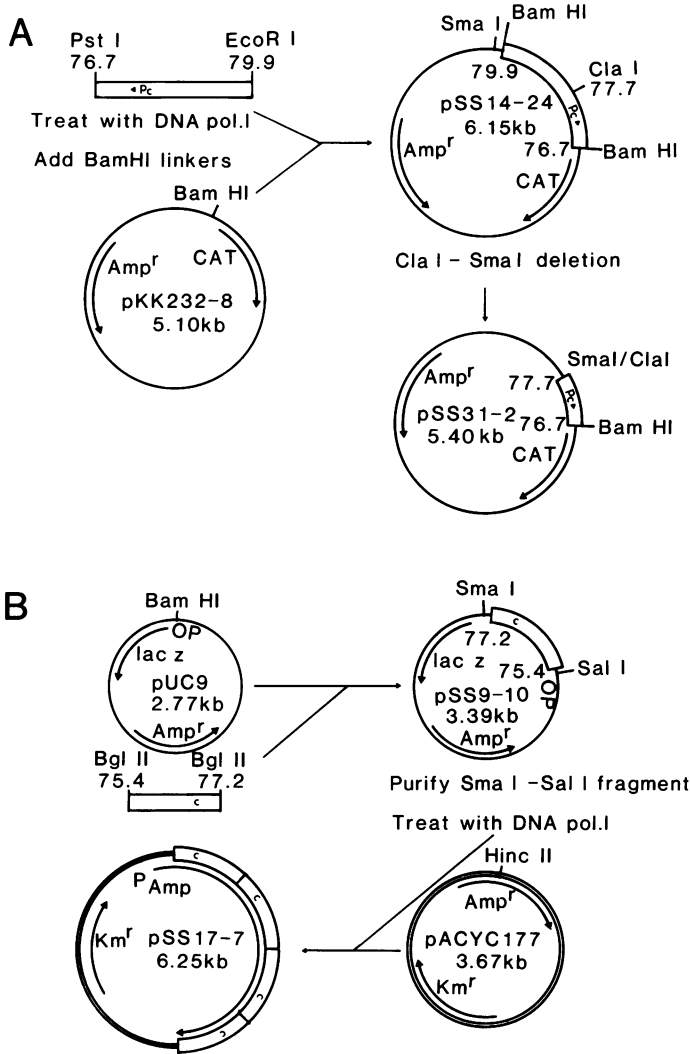 A
Pst I
EcoR I
76.7
79.9
◄Pc
Treat with DNA pol.I
Add BamHI linkers
Bam HI
Ampr
CAT
pKK232-8
5.10kb
Sma I
Bam HI
79.9
Cla I
77.7
pSS14-24
6.15kb
Pc►
Ampr
76.7
Bam HI
CAT
Cla I - Sma I deletion
Ampr
SmaI/ClaI
77.7
Pc►
pSS31-2
76.7
Bam HI
5.40kb
CAT
B
Bam HI
OP
lac z
pUC9
2.77kb
Ampr
Bgl II
Bgl II
75.4
77.2
c
Sma I
c
77.2
lac z
75.4
Sal I
pSS9-10
OP
3.39kb
Ampr
Purify Sma I -Sal I fragment
Treat with DNA pol.I
Hinc II
Ampr
pACYC177
3.67kb
Kmr
c
P Amp
c
Kmr
pSS17-7
6.25kb
c
c